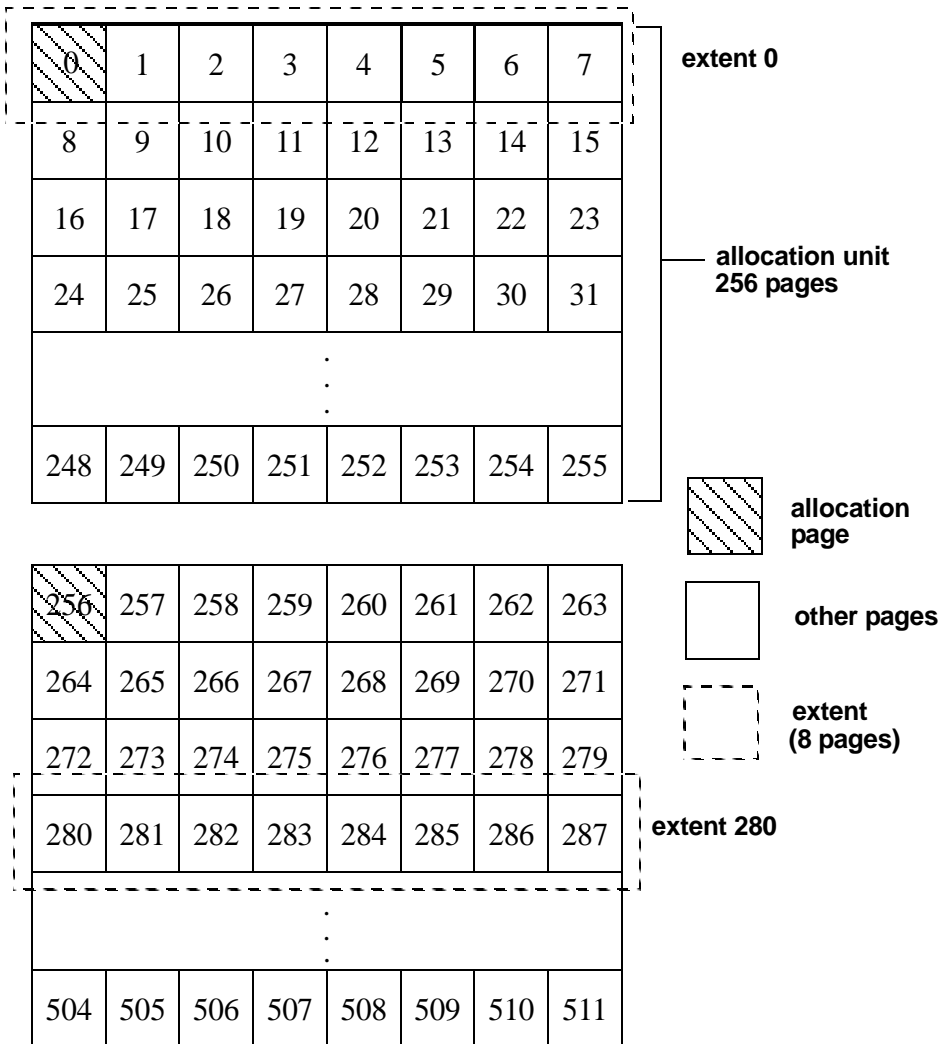 0 1 2 3 4 5 6 7
extent 0
8 9 10 11 12 13 14 15
16 17 18 19 20 21 22 23
allocation unit
256 pages
24 25 26 27 28 29 30 31
.
.
.
248 249 250 251 252 253 254 255
allocation
page
256 257 258 259 260 261 262 263
other pages
264 265 266 267 268 269 270 271
extent
(8 pages)
272 273 274 275 276 277 278 279
280 281 282 283 284 285 286 287
extent 280
.
.
.
504 505 506 507 508 509 510 511